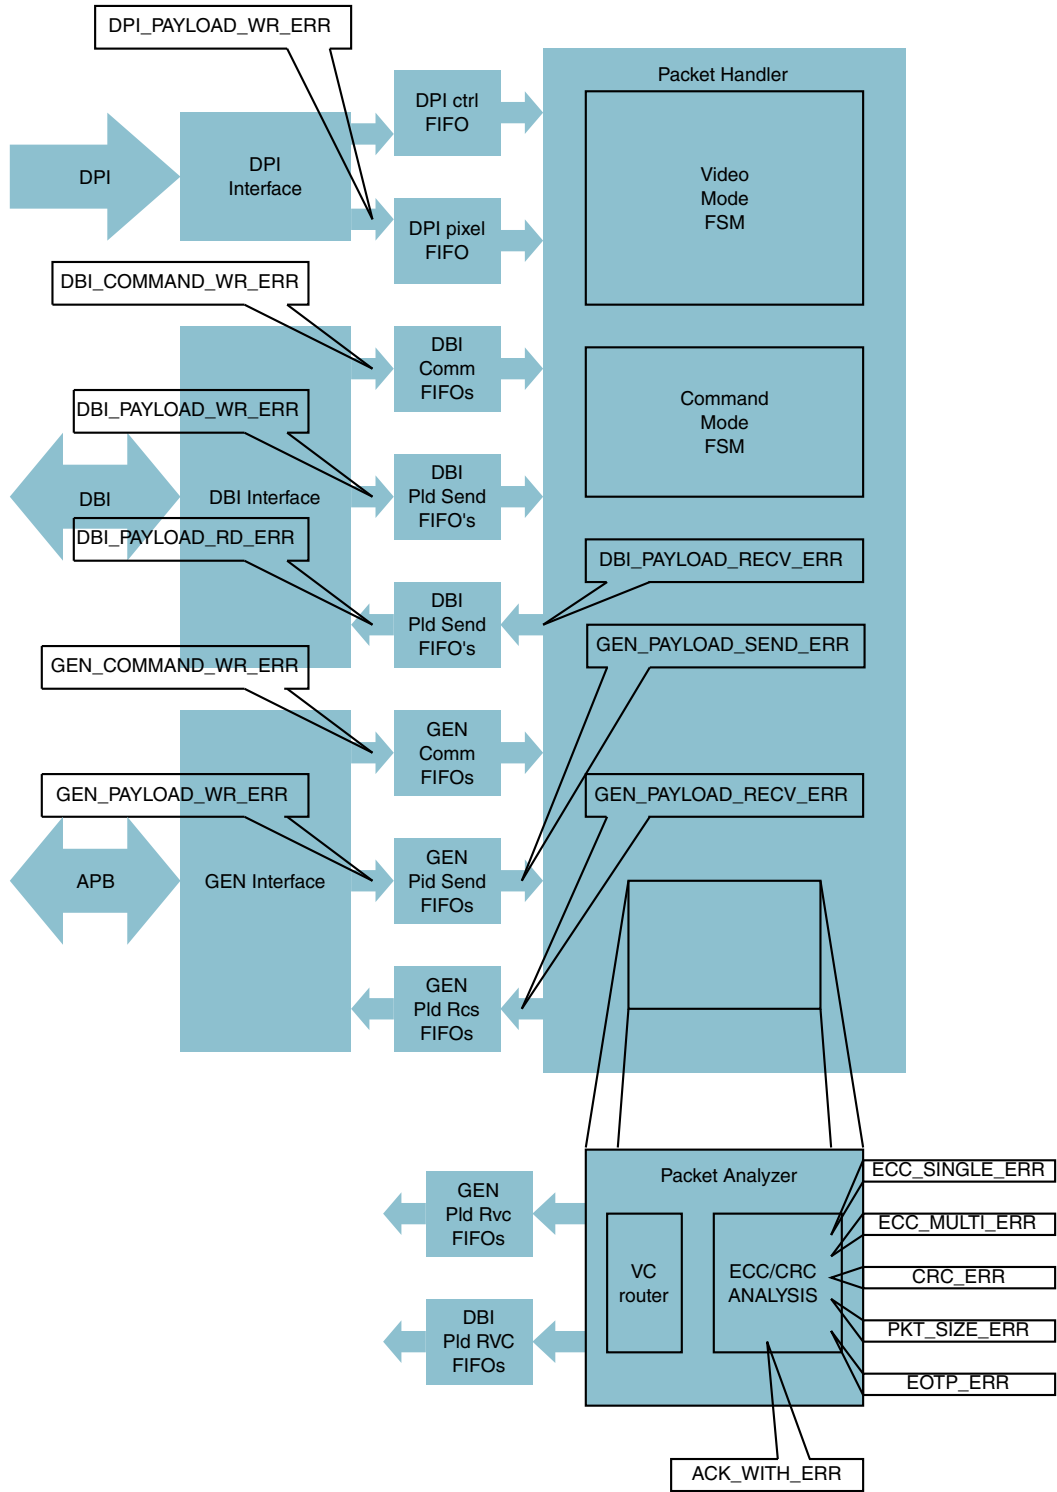 DPI_PAYLOAD_WR_ERR
Packet Handler
DPI ctrl
FIFO
DPI
DPI
Interface
Video
Mode
FSM
DPI pixel
FIFO
DBI_COMMAND_WR_ERR
DBI
Comm
FIFOs
Command
Mode
FSM
DBI_PAYLOAD_WR_ERR
DBI
DBI Interface
DBI
Pld Send
FIFO's
DBI_PAYLOAD_RD_ERR
DBI_PAYLOAD_RECV_ERR
DBI
Pld Send
FIFO's
GEN_COMMAND_WR_ERR
GEN_PAYLOAD_SEND_ERR
GEN
Comm
FIFOs
GEN_PAYLOAD_WR_ERR
GEN_PAYLOAD_RECV_ERR
APB
GEN Interface
GEN
Pid Send
FIFOs
GEN
Pld Rcs
FIFOs
Packet Analyzer
ECC_SINGLE_ERR
GEN
Pld Rvc
FIFOs
ECC_MULTI_ERR
VC
router
ECC/CRC
ANALYSIS
CRC_ERR
DBI
Pld RVC
FIFOs
PKT_SIZE_ERR
EOTP_ERR
ACK_WITH_ERR